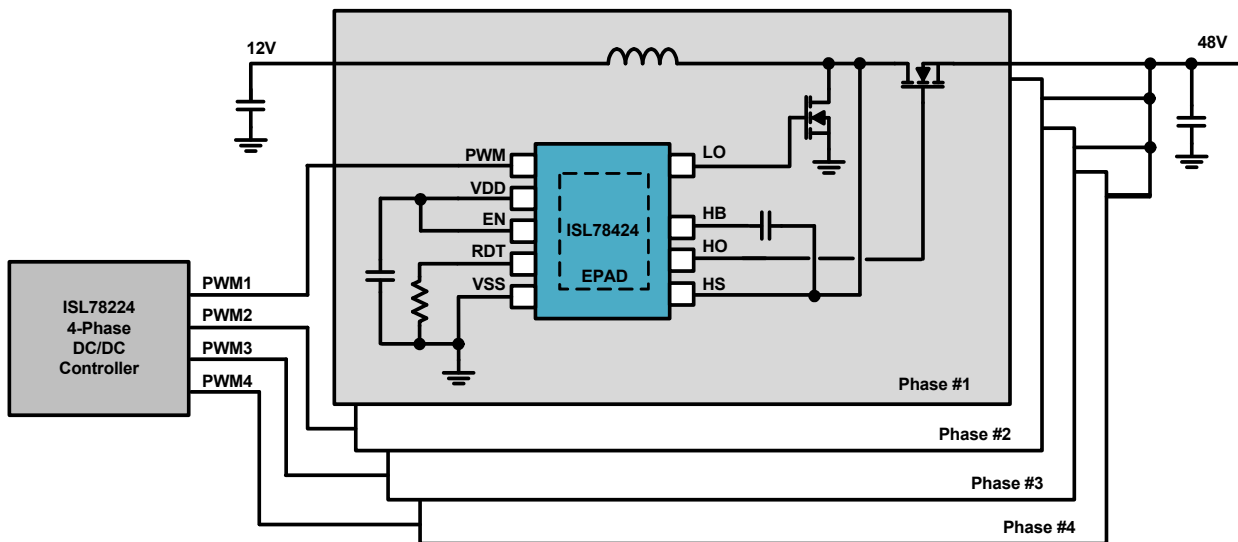 12V
48V
PWM
VDD
EN
RDT
VSS
ISL78424
EPAD
LO
HB
HO
HS
ISL78224
4-Phase
DC/DC
Controller
PWM1
PWM2
PWM3
PWM4
Phase #1
Phase #2
Phase #3
Phase #4